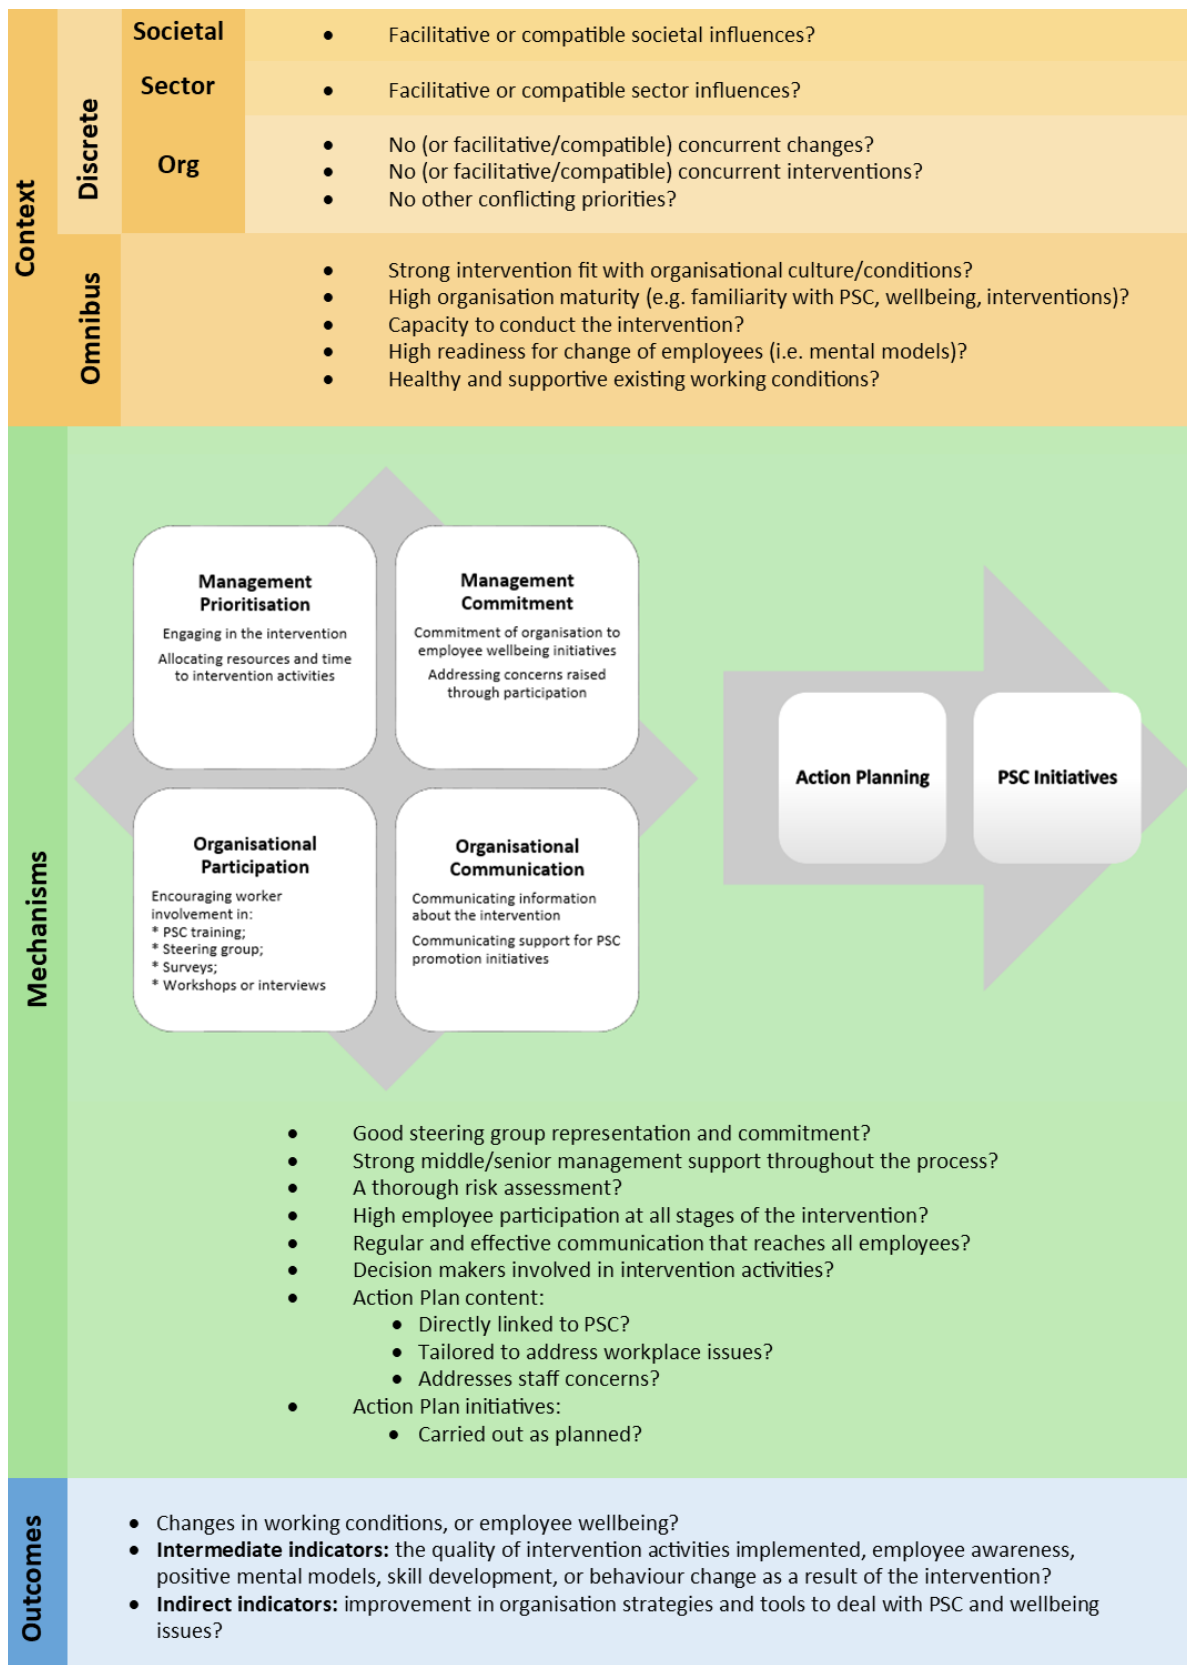 Context
Discrete
Societal
• Facilitative or compatible societal influences?
Sector
• Facilitative or compatible sector influences?
Org
• No (or facilitative/compatible) concurrent changes?
• No (or facilitative/compatible) concurrent interventions?
• No other conflicting priorities?
Omnibus
• Strong intervention fit with organisational culture/conditions?
• High organisation maturity (e.g. familiarity with PSC, wellbeing, interventions)?
• Capacity to conduct the intervention?
• High readiness for change of employees (i.e. mental models)?
• Healthy and supportive existing working conditions?
Mechanisms
Management
Prioritisation
Engaging in the intervention
Allocating resources and time
to intervention activities
Management
Commitment
Commitment of organisation to
employee wellbeing initiatives
Addressing concerns raised
through participation
Organisational
Participation
Encouraging worker
involvement in:
* PSC training;
* Steering group;
* Surveys;
* Workshops or interviews
Organisational
Communication
Communicating information
about the intervention
Communicating support for PSC
promotion initiatives
Action Planning
PSC Initiatives
• Good steering group representation and commitment?
• Strong middle/senior management support throughout the process?
• A thorough risk assessment?
• High employee participation at all stages of the intervention?
• Regular and effective communication that reaches all employees?
• Decision makers involved in intervention activities?
• Action Plan content:
• Directly linked to PSC?
• Tailored to address workplace issues?
• Addresses staff concerns?
• Action Plan initiatives:
• Carried out as planned?
Outcomes
• Changes in working conditions, or employee wellbeing?
• Intermediate indicators: the quality of intervention activities implemented, employee awareness,
positive mental models, skill development, or behaviour change as a result of the intervention?
• Indirect indicators: improvement in organisation strategies and tools to deal with PSC and wellbeing
issues?